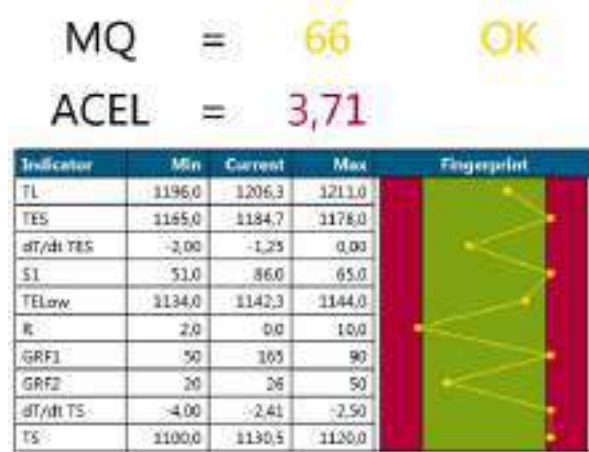 MQ = 66 OK
ACEL = 3,71
Indicator Min Current Max Fingerprint
TL 1196,0 1206,3 1211,0
TES 1165,0 1184,7 1178,0
dT/dt TES -2,00 -1,25 0,00
S1 51,0 86,0 65,0
TELow 1134,0 1142,3 1144,0
R 2,0 0,0 10,0
GRF1 50 165 90
GRF2 20 26 50
dT/dt TS -4,00 -2,41 -2,50
TS 1100,0 1130,5 1120,0